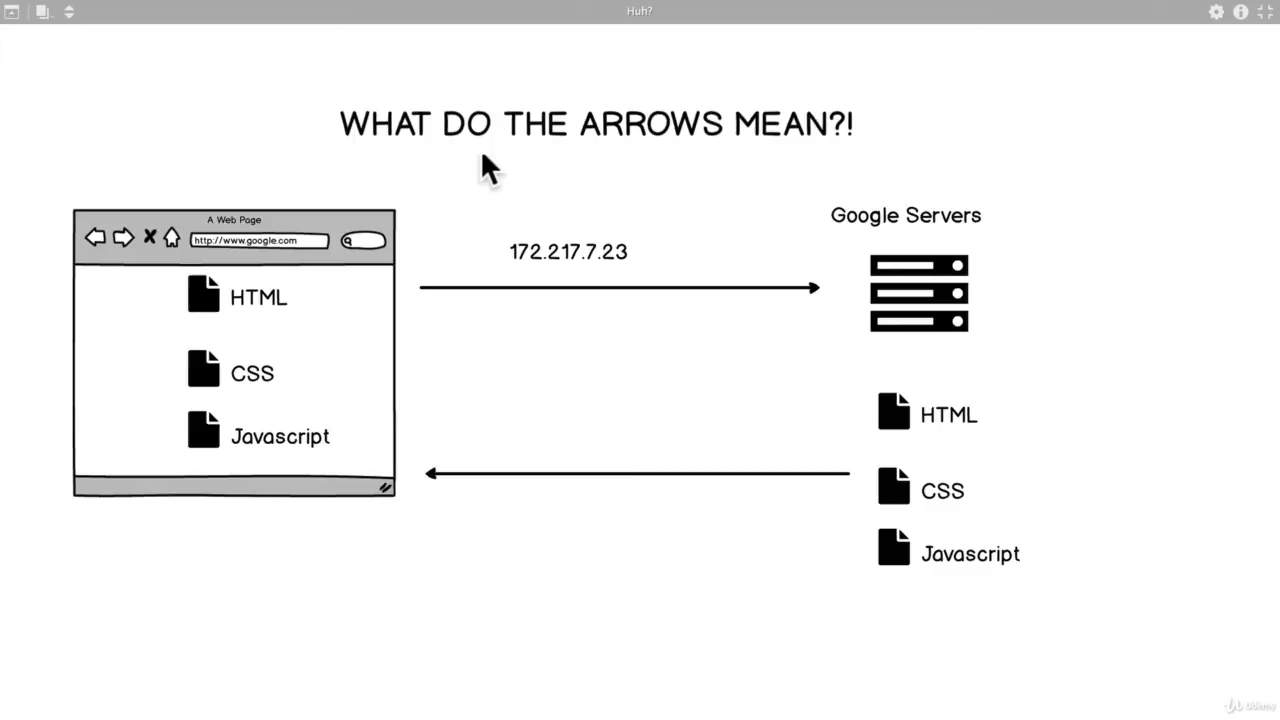 Huh?
WHAT DO THE ARROWS MEAN?!
A Web Page
http://www.google.com
HTML
CSS
Javascript
172.217.7.23
Google Servers
HTML
CSS
Javascript
Udemy